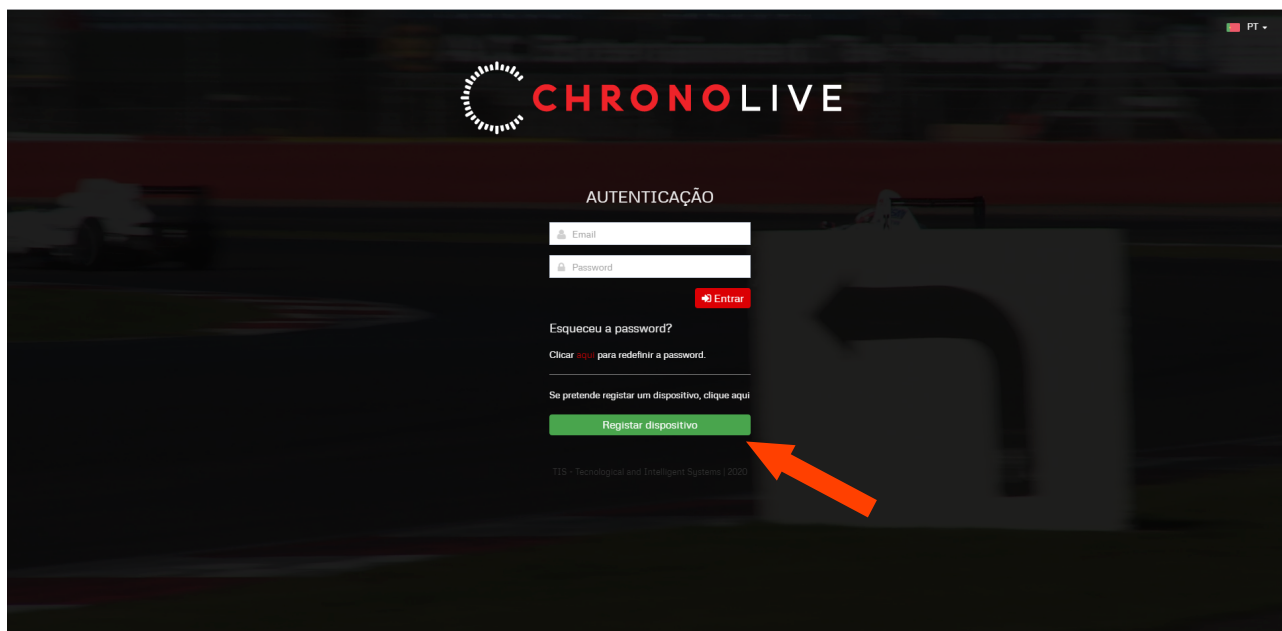 PT
CHRONOLIVE
AUTENTICAÇÃO
Email
Password
Entrar
Esqueceu a password?
Clicar aqui para redefinir a password.
Se pretende registar um dispositivo, clique aqui
Registar dispositivo
TIS - Tecnological and Intelligent Systems | 2020